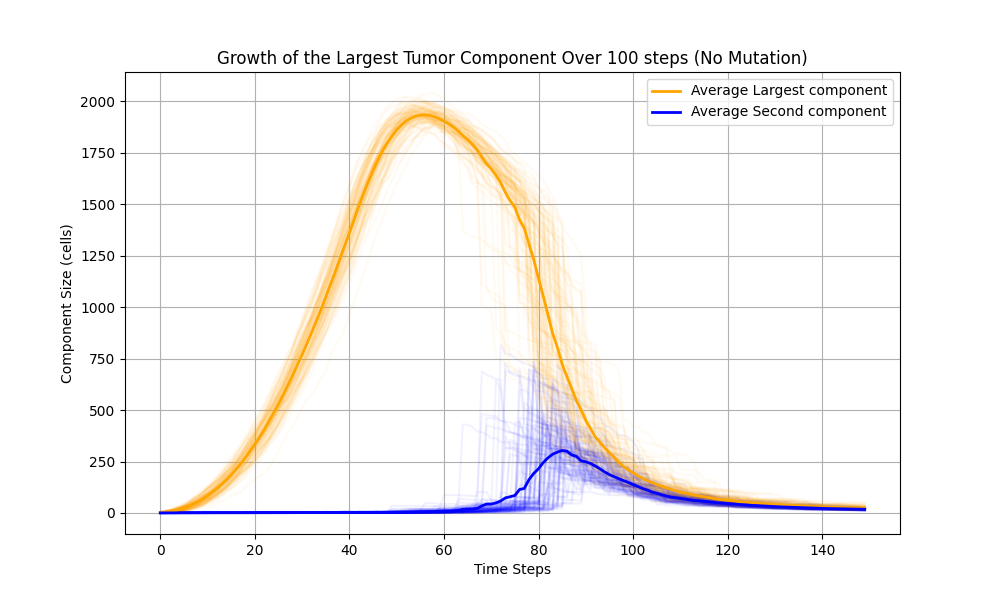 Growth of the Largest Tumor Component Over 100 steps (No Mutation)
Average Largest component
Average Second component
Component Size (cells)
2000
1750
1500
1250
1000
750
500
250
0
0 20 40 60 80 100 120 140
Time Steps